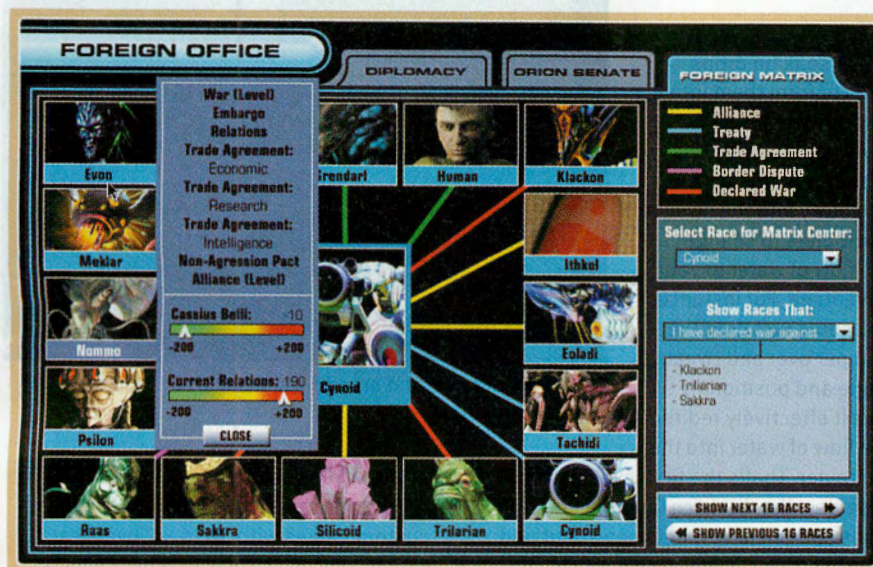 FOREIGN OFFICE
DIPLOMACY
ORION SENATE
FOREIGN MATRIX
War (Level)
Embargo
Relations
Trade Agreement:
Economic
Trade Agreement:
Research
Trade Agreement:
Intelligence
Non-Agression Pact
Alliance (Level)
Cassius Belli: -10
-200 +200
Current Relations: 190
-200 +200
CLOSE
Evon
Grendarl
Human
Klackon
Meklar
Ithkul
Nommo
Eoladi
Cynoid
Psilon
Tachidi
Raas
Sakkra
Silicoid
Trilarian
Cynoid
Alliance
Treaty
Trade Agreement
Border Dispute
Declared War
Select Race for Matrix Center:
Cynoid
Show Races That:
I have declared war against
- Klackon
- Triliarian
- Sakkra
SHOW NEXT 16 RACES
SHOW PREVIOUS 16 RACES